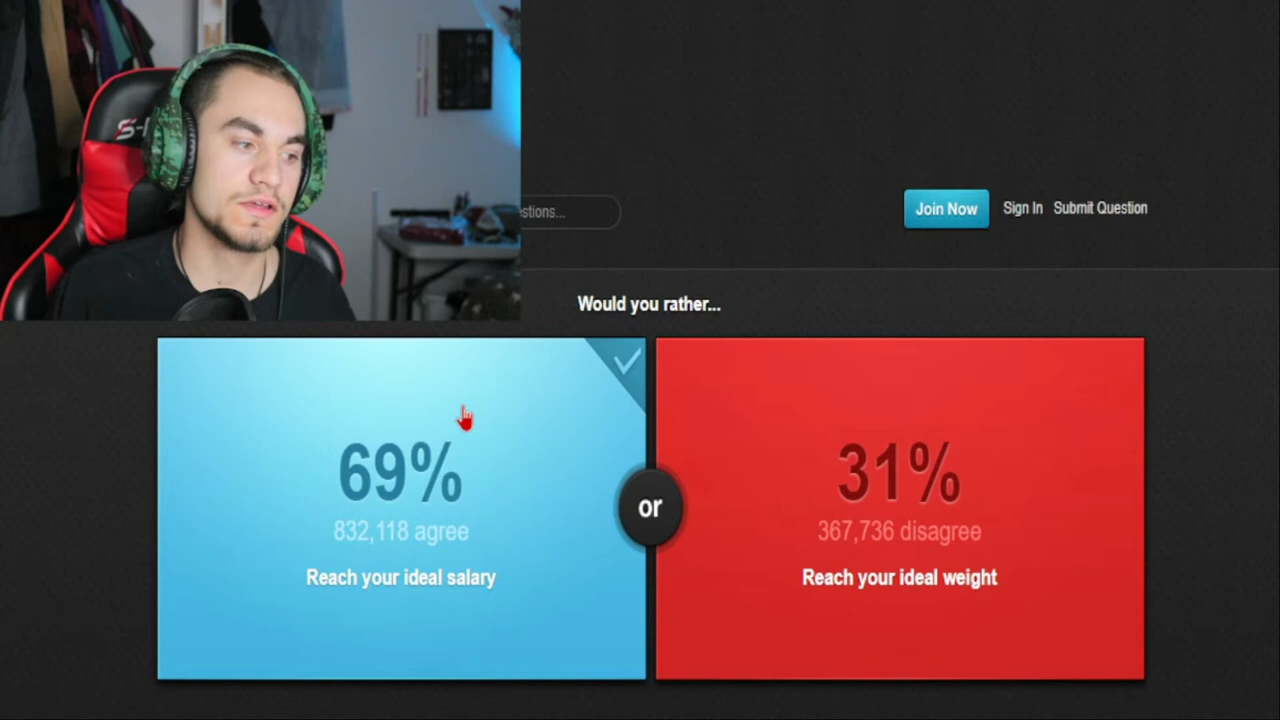 stions...
Join Now
Sign In
Submit Question
Would you rather...
69%
832,118 agree
Reach your ideal salary
or
31%
367,736 disagree
Reach your ideal weight